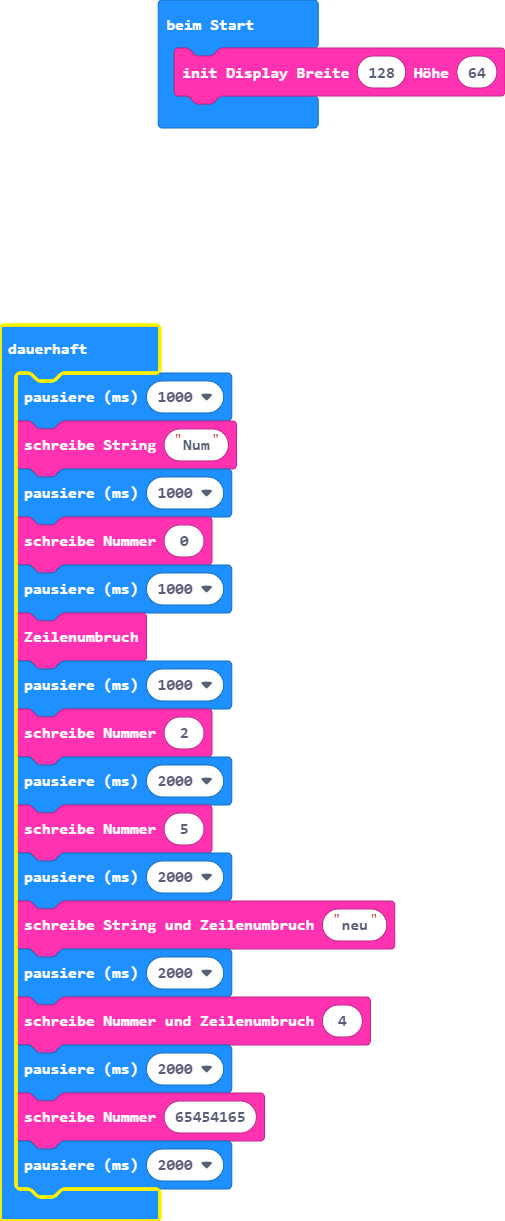 beim Start
init Display Breite 128 Höhe 64
dauerhaft
pausiere (ms) 1000
schreibe String "Num"
pausiere (ms) 1000
schreibe Nummer 0
pausiere (ms) 1000
Zeilenumbruch
pausiere (ms) 1000
schreibe Nummer 2
pausiere (ms) 2000
schreibe Nummer 5
pausiere (ms) 2000
schreibe String und Zeilenumbruch "neu"
pausiere (ms) 2000
schreibe Nummer und Zeilenumbruch 4
pausiere (ms) 2000
schreibe Nummer 65454165
pausiere (ms) 2000